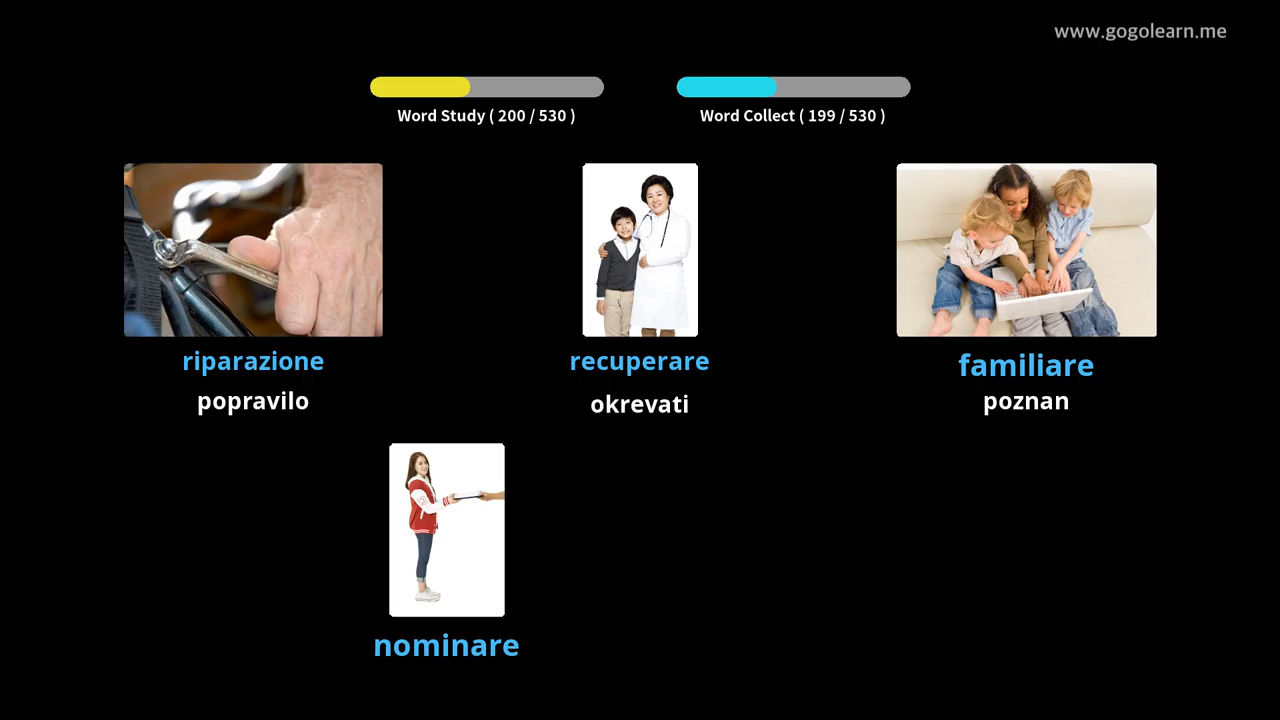 www.gogolearn.me
Word Study ( 200 / 530 )
Word Collect ( 199 / 530 )
riparazione
popravilo
recuperare
okrevati
familiare
poznan
nominare